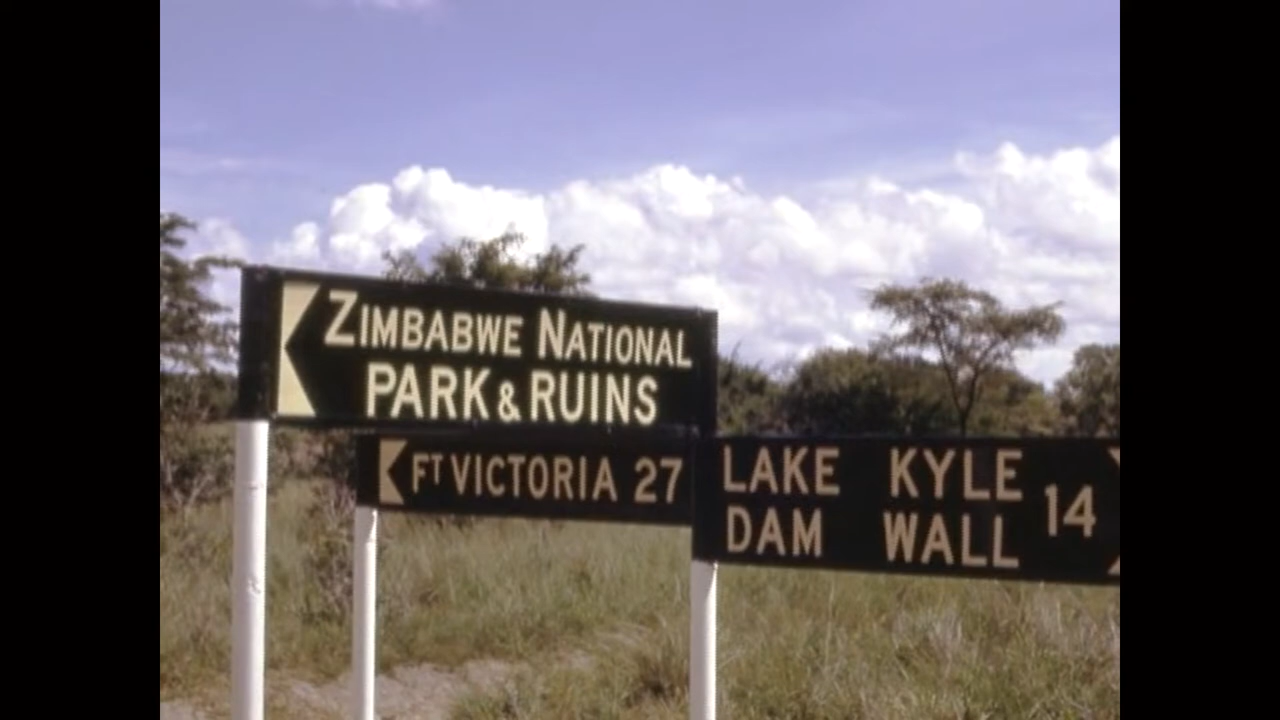 ZIMBABWE NATIONAL
PARK & RUINS
FT VICTORIA 27
LAKE KYLE
DAM WALL 14